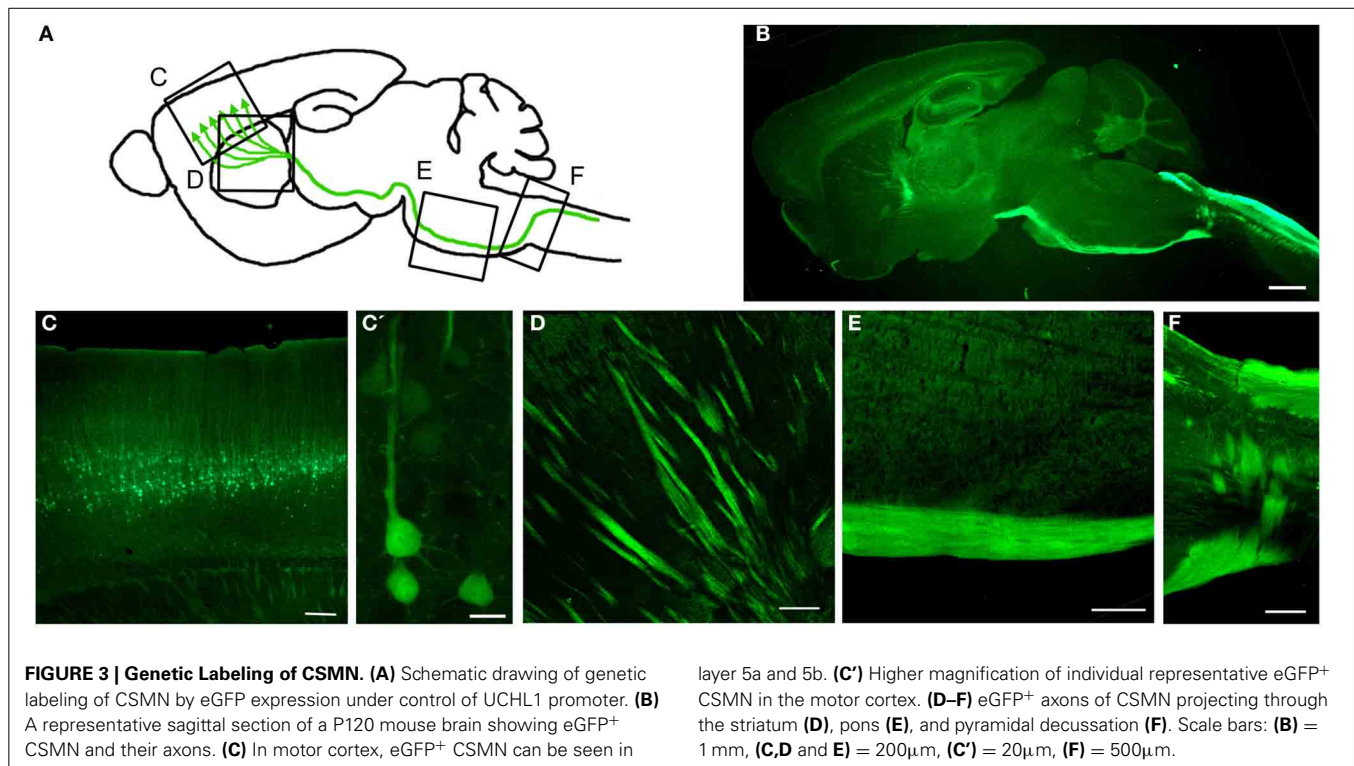 A
B
C
D
E
F
C
C´
D
E
F
FIGURE 3 | Genetic Labeling of CSMN. (A) Schematic drawing of genetic
labeling of CSMN by eGFP expression under control of UCHL1 promoter. (B)
A representative sagittal section of a P120 mouse brain showing eGFP+
CSMN and their axons. (C) In motor cortex, eGFP+ CSMN can be seen in
layer 5a and 5b. (C’) Higher magnification of individual representative eGFP+
CSMN in the motor cortex. (D–F) eGFP+ axons of CSMN projecting through
the striatum (D), pons (E), and pyramidal decussation (F). Scale bars: (B) =
1 mm, (C,D and E) = 200μm, (C’) = 20μm, (F) = 500μm.